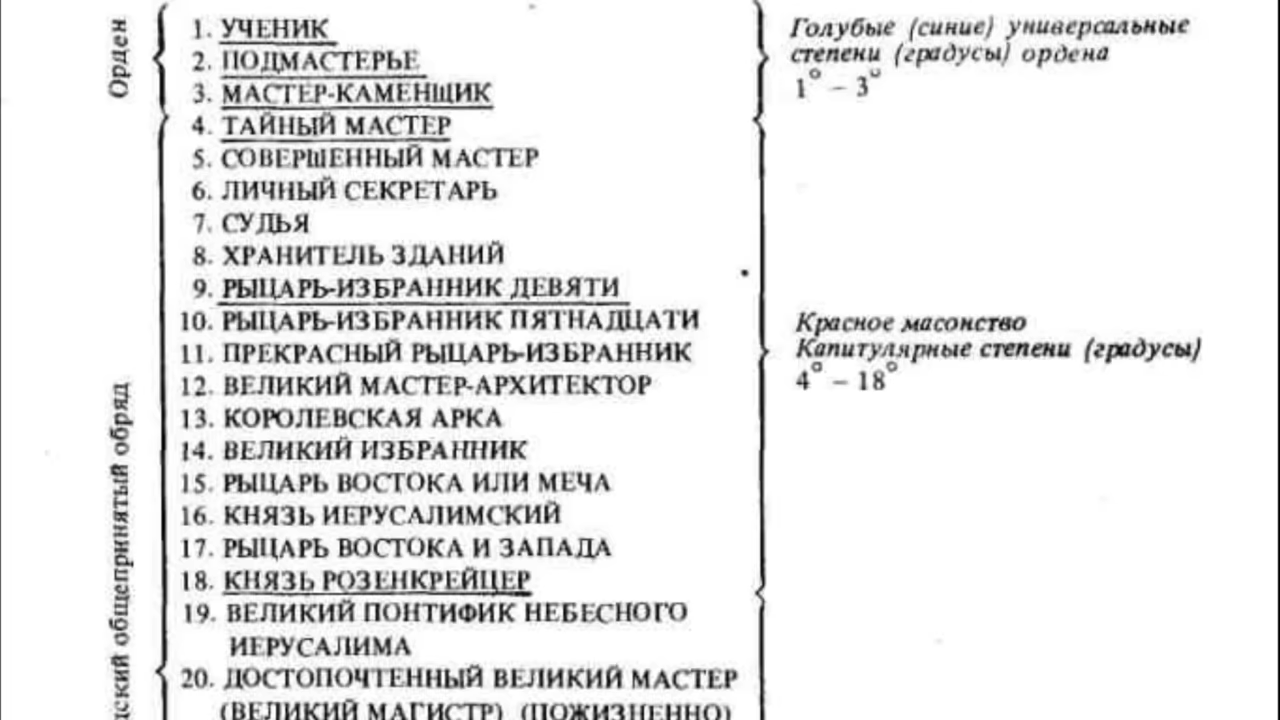 Орден
1. УЧЕНИК
2. ПОДМАСТЕРЬЕ
3. МАСТЕР-КАМЕНЩИК
4. ТАЙНЫЙ МАСТЕР
5. СОВЕРШЕННЫЙ МАСТЕР
6. ЛИЧНЫЙ СЕКРЕТАРЬ
7. СУДЬЯ
8. ХРАНИТЕЛЬ ЗДАНИЙ
9. РЫЦАРЬ-ИЗБРАННИК ДЕВЯТИ
10. РЫЦАРЬ-ИЗБРАННИК ПЯТНАДЦАТИ
11. ПРЕКРАСНЫЙ РЫЦАРЬ-ИЗБРАННИК
12. ВЕЛИКИЙ МАСТЕР-АРХИТЕКТОР
13. КОРОЛЕВСКАЯ АРКА
14. ВЕЛИКИЙ ИЗБРАННИК
15. РЫЦАРЬ ВОСТОКА ИЛИ МЕЧА
16. КНЯЗЬ ИЕРУСАЛИМСКИЙ
17. РЫЦАРЬ ВОСТОКА И ЗАПАДА
18. КНЯЗЬ РОЗЕНКРЕЙЦЕР
19. ВЕЛИКИЙ ПОНТИФИК НЕБЕСНОГО
ИЕРУСАЛИМА
20. ДОСТОПОЧТЕННЫЙ ВЕЛИКИЙ МАСТЕР
(ВЕЛИКИЙ МАГИСТР) (ПОЖИЗНЕННО)
Голубые (синие) универсальные
степени (градусы) ордена
1° – 3°
Красное масонство
Капитулярные степени (градусы)
4° – 18°
общепринятый обряд